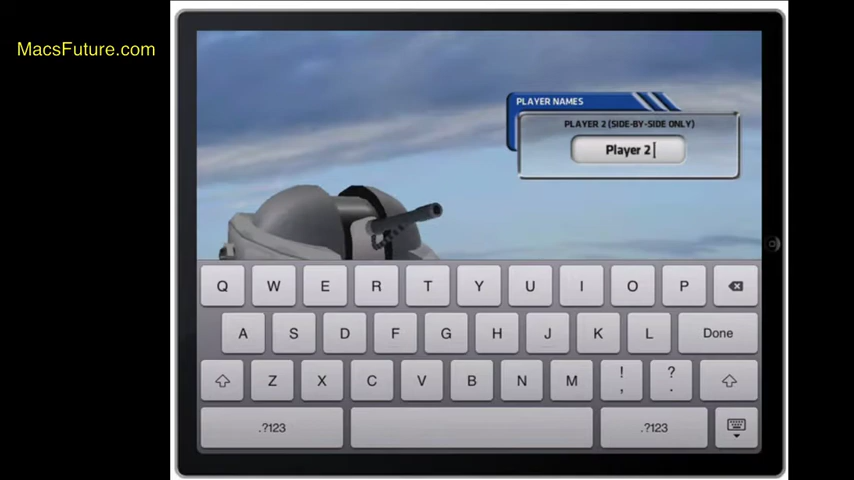 MacsFuture.com
PLAYER NAMES
PLAYER 2 (SIDE-BY-SIDE ONLY)
Player 2
Q W E R T Y U I O P
A S D F G H J K L Done
Z X C V B N M ! , ? .
.?123 .?123